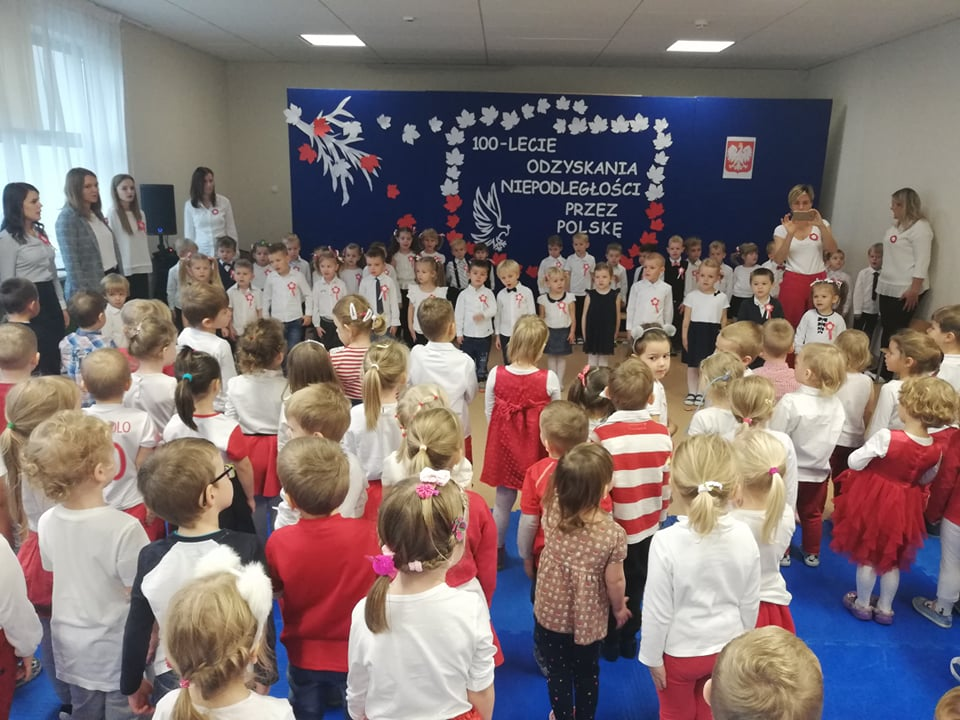 100-LECIE
ODZYSKANIA
NIEPODLEGŁOŚCI
PRZEZ
POLSKĘ